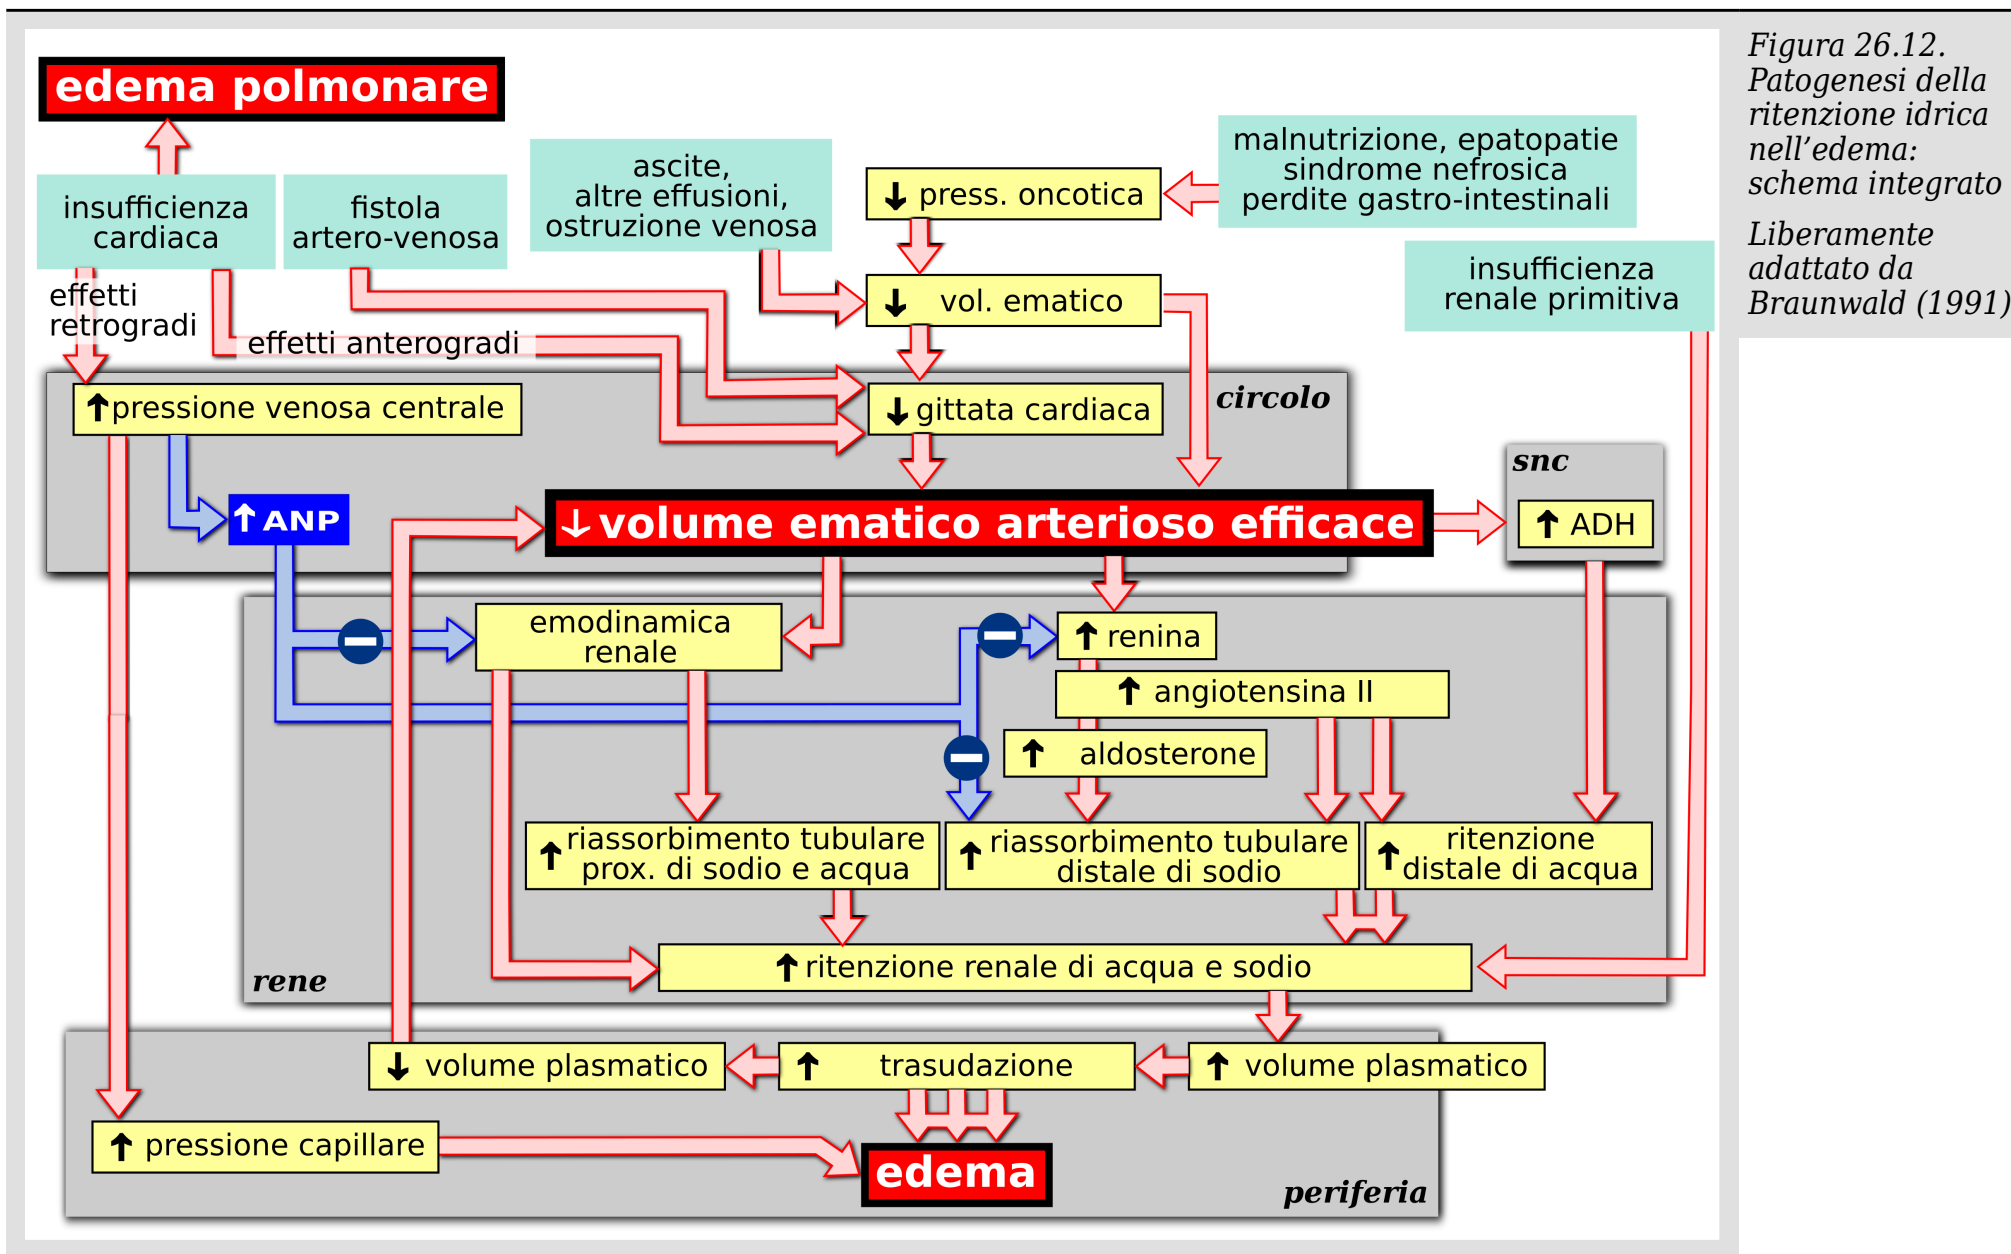 Figura 26.12.
Patogenesi della
ritenzione idrica
nell'edema:
schema integrato
Liberamente
adattato da
Braunwald (1991)
edema polmonare
insufficienza
cardiaca
fistola
artero-venosa
ascite,
altre effusioni,
ostruzione venosa
↓ press. oncotica
malnutrizione, epatopatie
sindrome nefrosica
perdite gastro-intestinali
insufficienza
renale primitiva
effetti
retrogradi
effetti anterogradi
↓ vol. ematico
circolo
↑ pressione venosa centrale
↓ gittata cardiaca
snc
↑ ANP
↓ volume ematico arterioso efficace
↑ ADH
emodinamica
renale
↑ renina
↑ angiotensina II
↑ aldosterone
↑ riassorbimento tubulare
prox. di sodio e acqua
↑ riassorbimento tubulare
distale di sodio
↑ ritenzione
distale di acqua
↑ ritenzione renale di acqua e sodio
rene
↓ volume plasmatico
↑ trasudazione
↑ volume plasmatico
↑ pressione capillare
edema
periferia